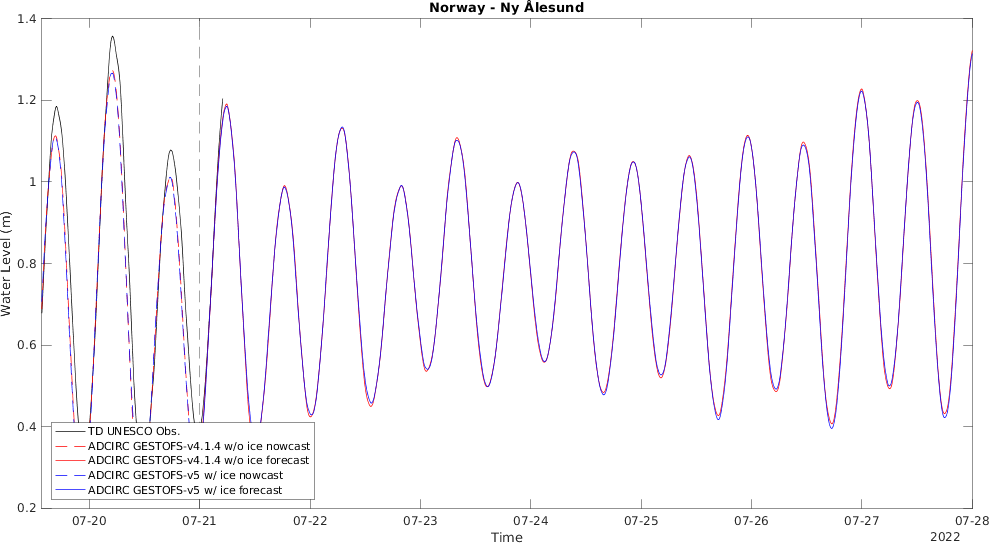 Norway - Ny Ålesund
1.4
1.2
1
0.8
0.6
0.4
0.2
Water Level (m)
TD UNESCO Obs.
ADCIRC GESTOFS-v4.1.4 w/o ice nowcast
ADCIRC GESTOFS-v4.1.4 w/o ice forecast
ADCIRC GESTOFS-v5 w/ ice nowcast
ADCIRC GESTOFS-v5 w/ ice forecast
07-20 07-21 07-22 07-23 07-24 07-25 07-26 07-27 07-28
Time
2022